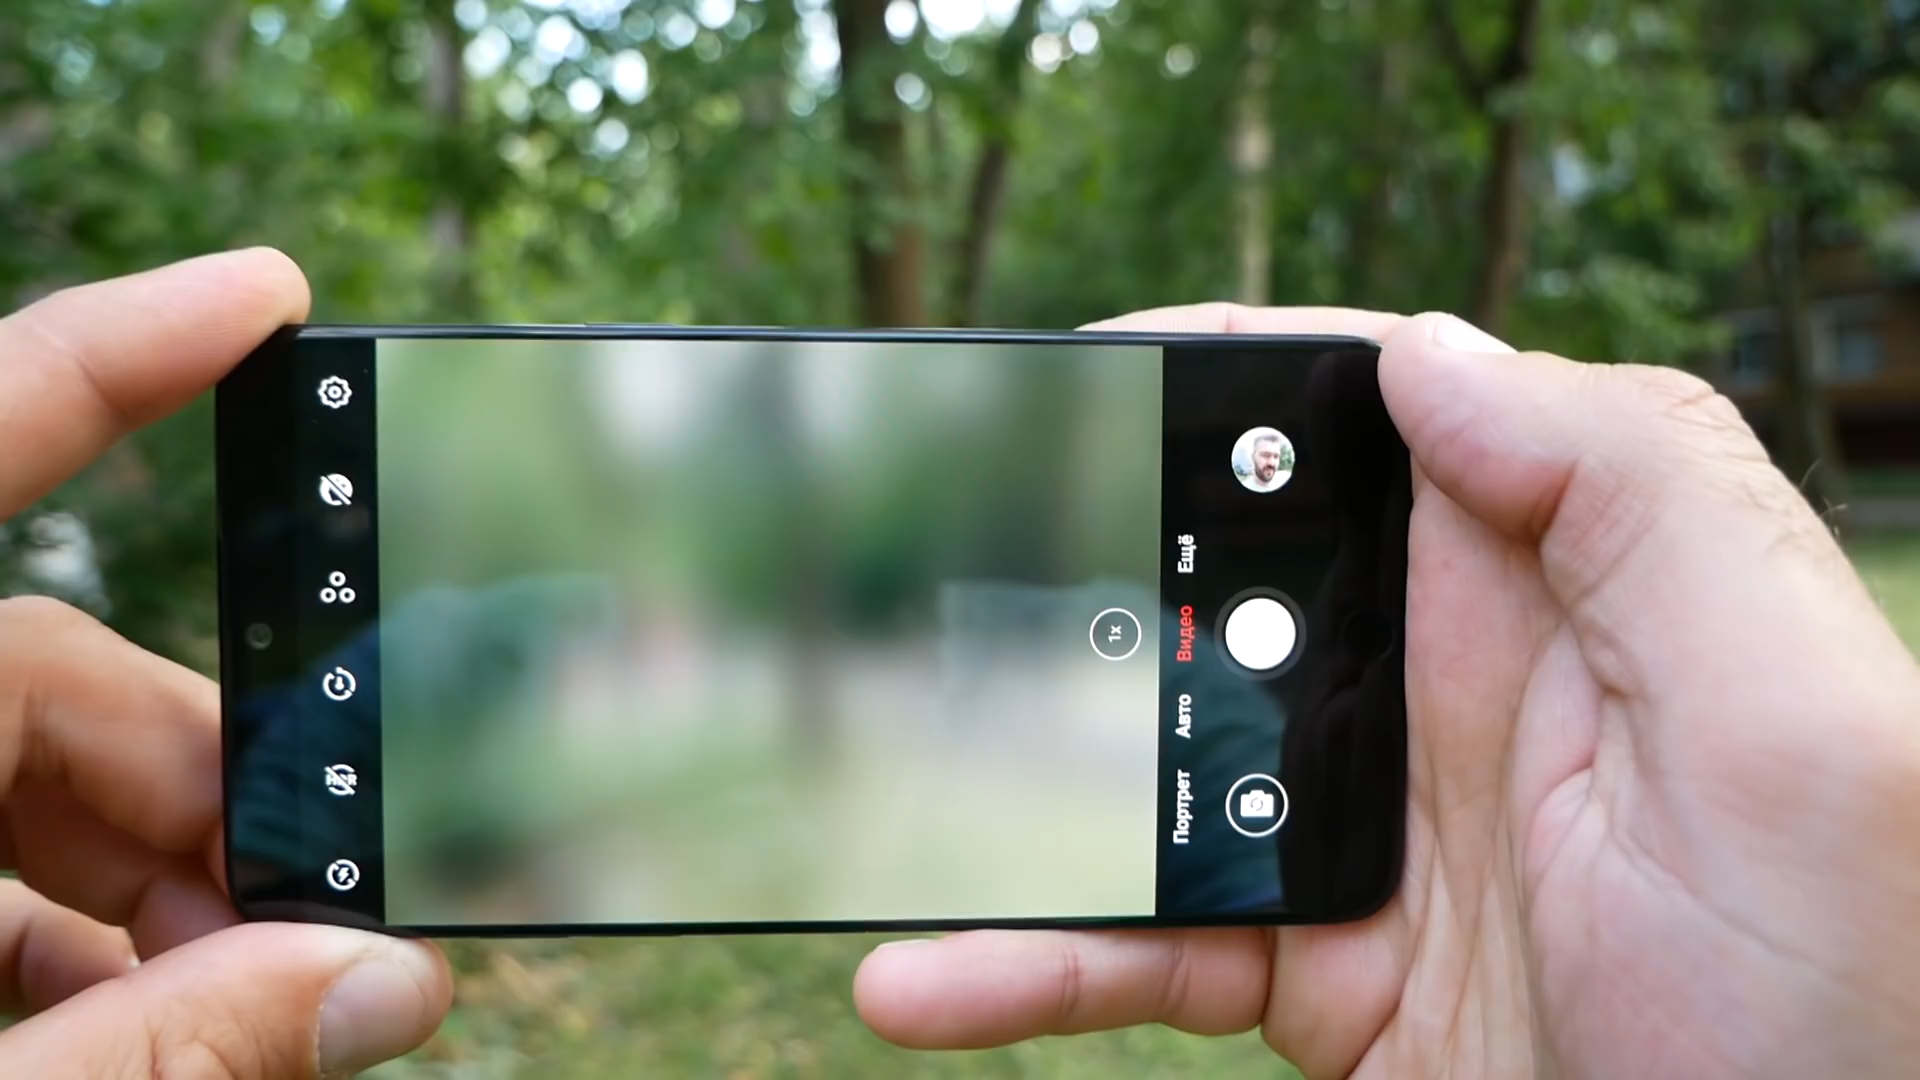 Портрет
Авто
Видео
Ещё
1x